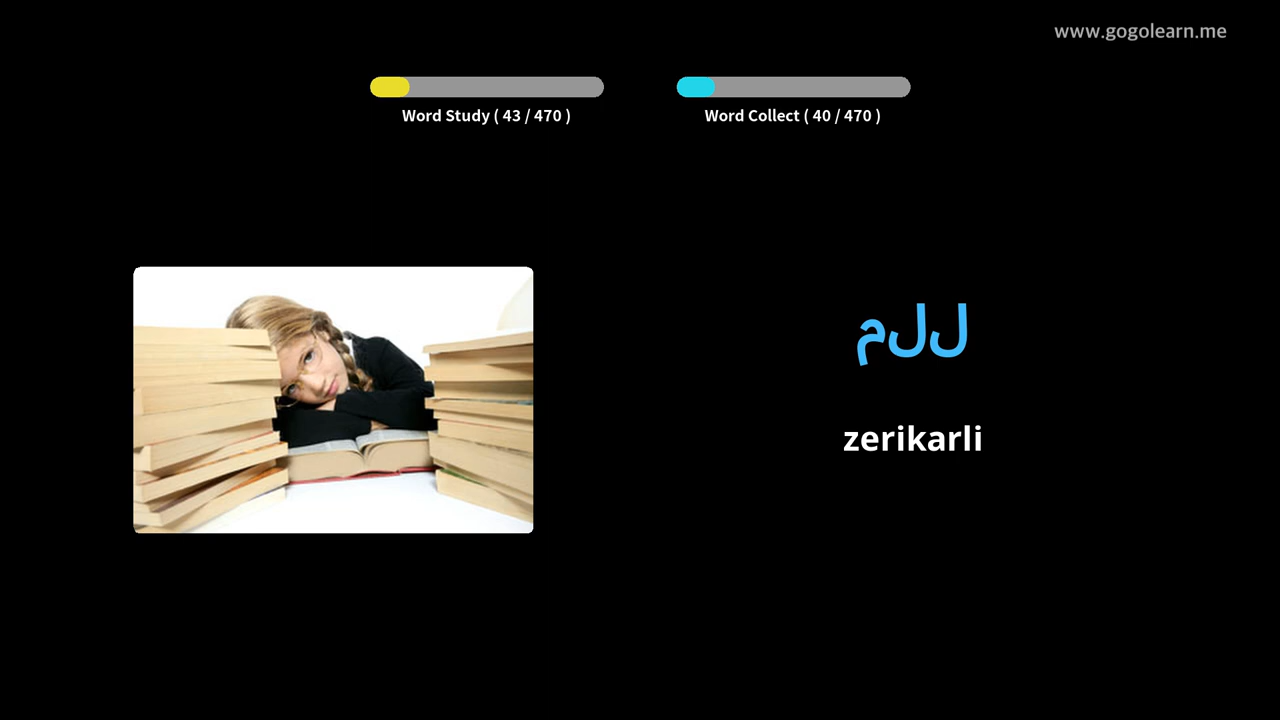 www.gogolearn.me
Word Study ( 43 / 470 )
Word Collect ( 40 / 470 )
ملل
zerikarli